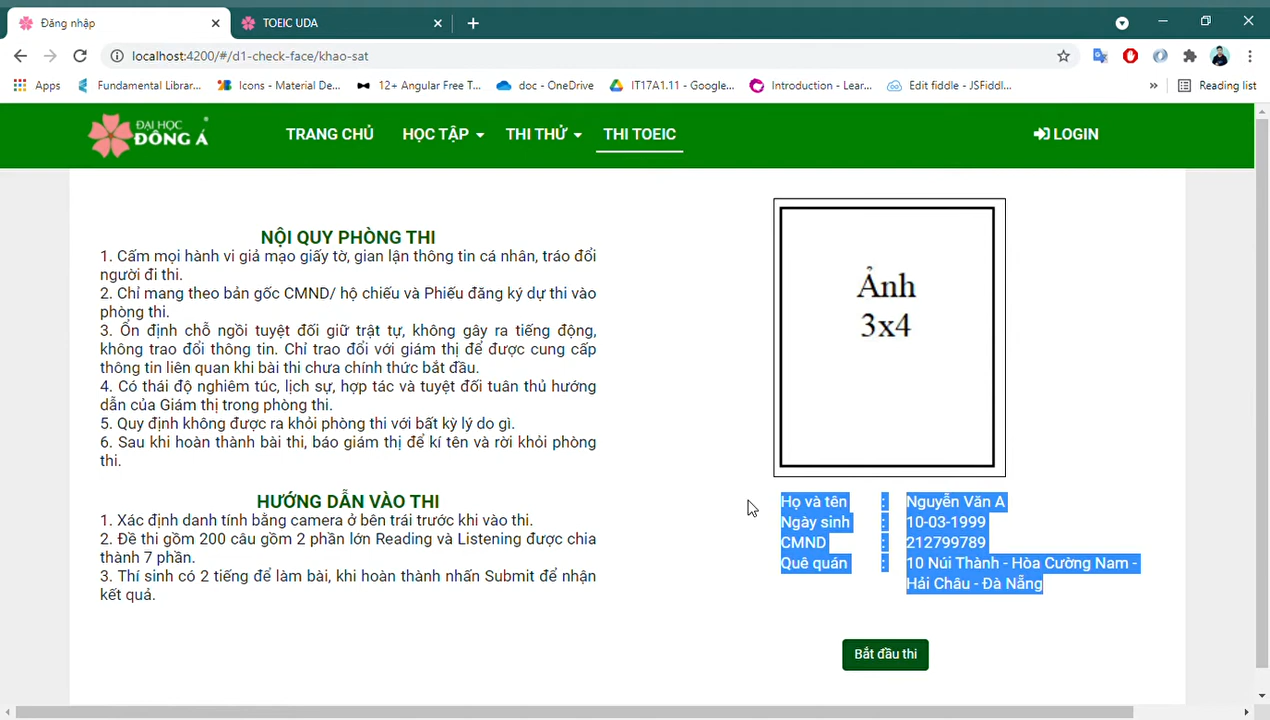 Đăng nhập
TOEIC UDA
localhost:4200/#/d1-check-face/khao-sat
Apps
Fundamental Librar...
Icons - Material De...
12+ Angular Free T...
doc - OneDrive
IT17A1.11 - Google...
Introduction - Lear...
Edit fiddle - JSFiddl...
»
Reading list
ĐẠI HỌC
ĐÔNG Á
TRANG CHỦ
HỌC TẬP
THI THỬ
THI TOEIC
LOGIN
NỘI QUY PHÒNG THI
1. Cấm mọi hành vi giả mạo giấy tờ, gian lận thông tin cá nhân, tráo đổi
người đi thi.
2. Chỉ mang theo bản gốc CMND/ hộ chiếu và Phiếu đăng ký dự thi vào
phòng thi.
3. Ổn định chỗ ngồi tuyệt đối giữ trật tự, không gây ra tiếng động,
không trao đổi thông tin. Chỉ trao đổi với giám thị để được cung cấp
thông tin liên quan khi bài thi chưa chính thức bắt đầu.
4. Có thái độ nghiêm túc, lịch sự, hợp tác và tuyệt đối tuân thủ hướng
dẫn của Giám thị trong phòng thi.
5. Quy định không được ra khỏi phòng thi với bất kỳ lý do gì.
6. Sau khi hoàn thành bài thi, báo giám thị để kí tên và rời khỏi phòng
thi.
HƯỚNG DẪN VÀO THI
1. Xác định danh tính bằng camera ở bên trái trước khi vào thi.
2. Đề thi gồm 200 câu gồm 2 phần lớn Reading và Listening được chia
thành 7 phần.
3. Thí sinh có 2 tiếng để làm bài, khi hoàn thành nhấn Submit để nhận
kết quả.
Ảnh
3x4
Họ và tên : Nguyễn Văn A
Ngày sinh : 10-03-1999
CMND : 212799789
Quê quán : 10 Núi Thành - Hòa Cường Nam -
Hải Châu - Đà Nẵng
Bắt đầu thi